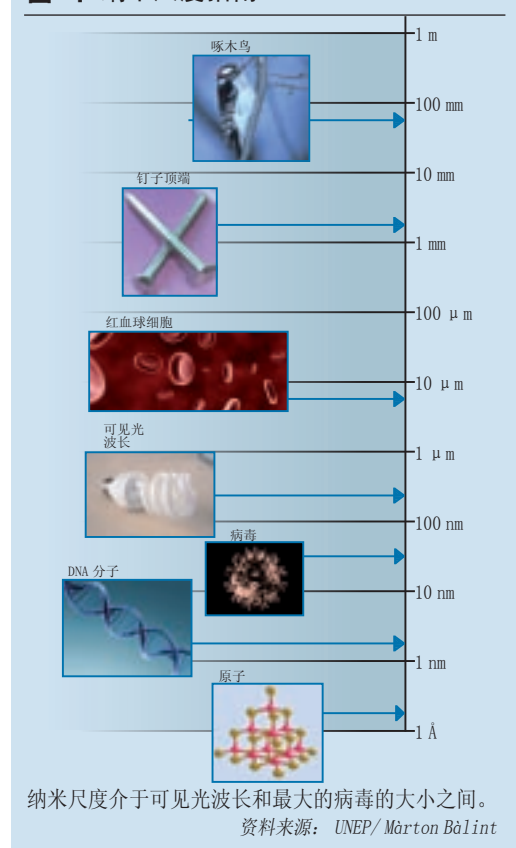 1 m
啄木鸟
100 mm
10 mm
钉子顶端
1 mm
100 μm
红血球细胞
10 μm
可见光
波长
1 μm
100 nm
病毒
DNA 分子
10 nm
1 nm
原子
1 Å
纳米尺度介于可见光波长和最大的病毒的大小之间。
资料来源： UNEP/Màrton Bàlint